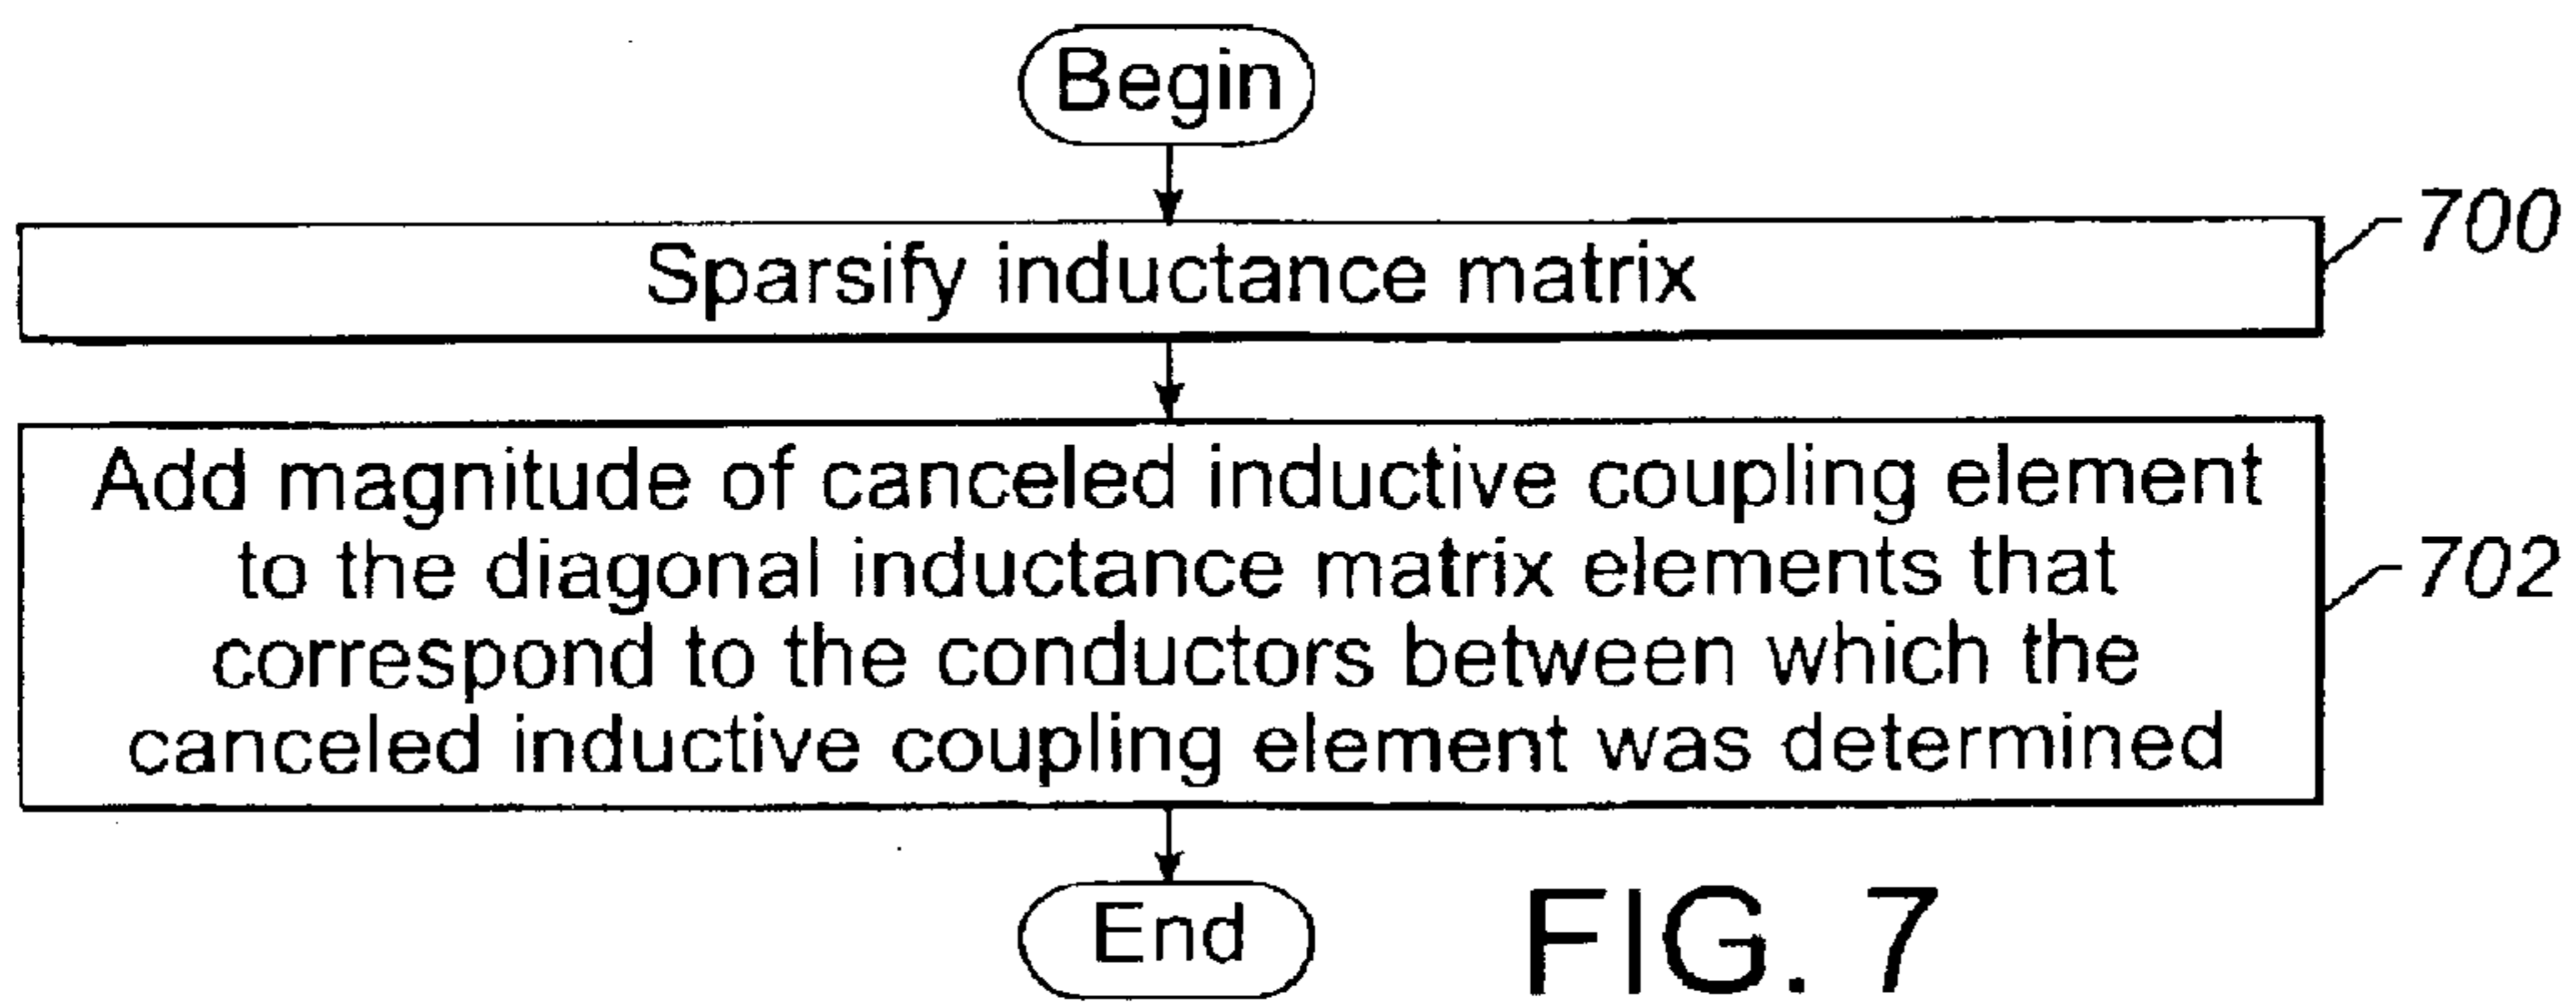 Begin
Sparsify inductance matrix
700
Add magnitude of canceled inductive coupling element
to the diagonal inductance matrix elements that
correspond to the conductors between which the
canceled inductive coupling element was determined
702
End
FIG. 7